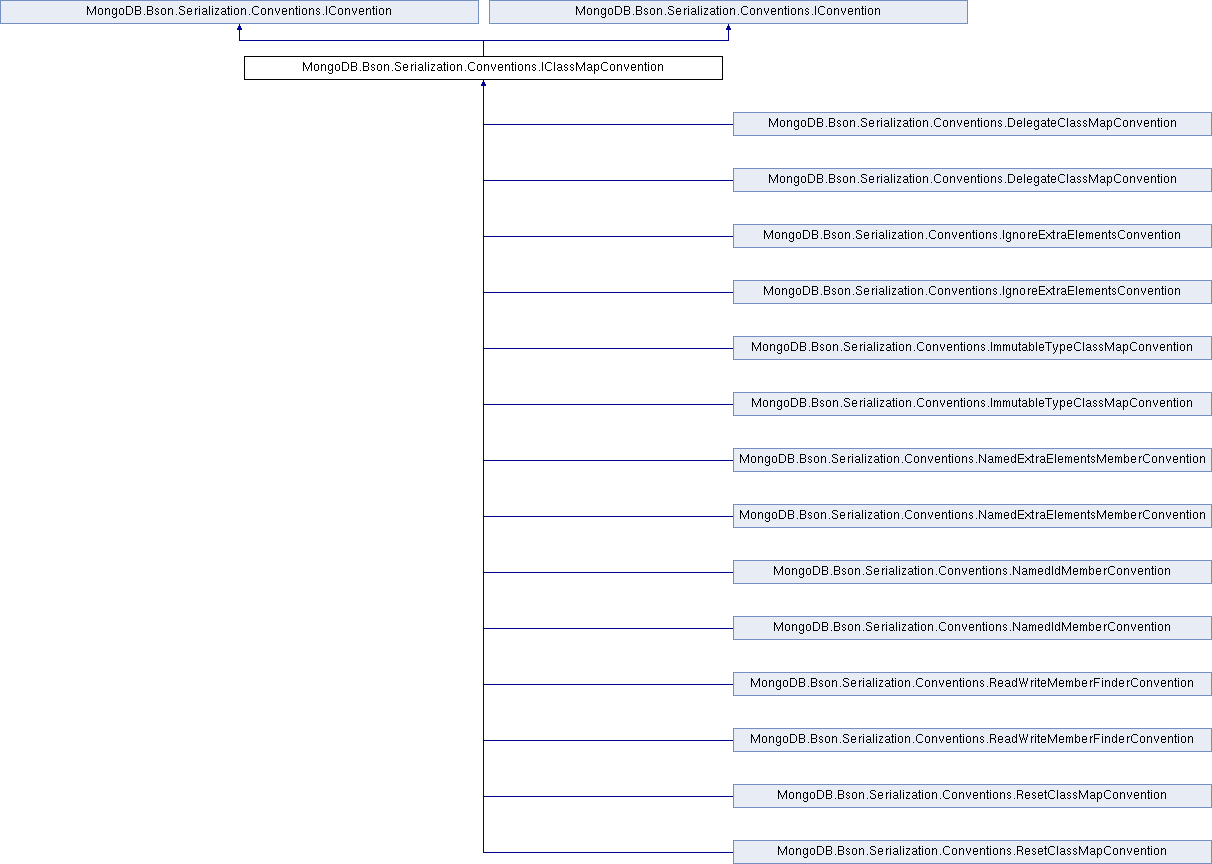 MongoDB.Bson.Serialization.Conventions.IConvention
MongoDB.Bson.Serialization.Conventions.IConvention
MongoDB.Bson.Serialization.Conventions.IClassMapConvention
MongoDB.Bson.Serialization.Conventions.DelegateClassMapConvention
MongoDB.Bson.Serialization.Conventions.DelegateClassMapConvention
MongoDB.Bson.Serialization.Conventions.IgnoreExtraElementsConvention
MongoDB.Bson.Serialization.Conventions.IgnoreExtraElementsConvention
MongoDB.Bson.Serialization.Conventions.ImmutableTypeClassMapConvention
MongoDB.Bson.Serialization.Conventions.ImmutableTypeClassMapConvention
MongoDB.Bson.Serialization.Conventions.NamedExtraElementsMemberConvention
MongoDB.Bson.Serialization.Conventions.NamedExtraElementsMemberConvention
MongoDB.Bson.Serialization.Conventions.NamedIdMemberConvention
MongoDB.Bson.Serialization.Conventions.NamedIdMemberConvention
MongoDB.Bson.Serialization.Conventions.ReadWriteMemberFinderConvention
MongoDB.Bson.Serialization.Conventions.ReadWriteMemberFinderConvention
MongoDB.Bson.Serialization.Conventions.ResetClassMapConvention
MongoDB.Bson.Serialization.Conventions.ResetClassMapConvention